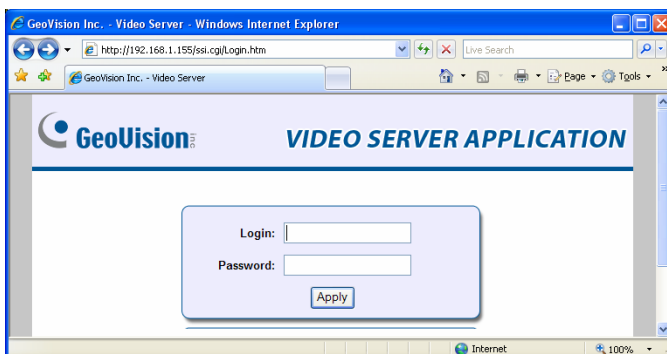 GeoVision Inc. - Video Server - Windows Internet Explorer
http://192.168.1.155/ssi.cgi/Login.htm
Live Search
GeoVision Inc. - Video Server
Page
Tools
»
GeoVision inc
VIDEO SERVER APPLICATION
Login:
Password:
Apply
Internet
100%